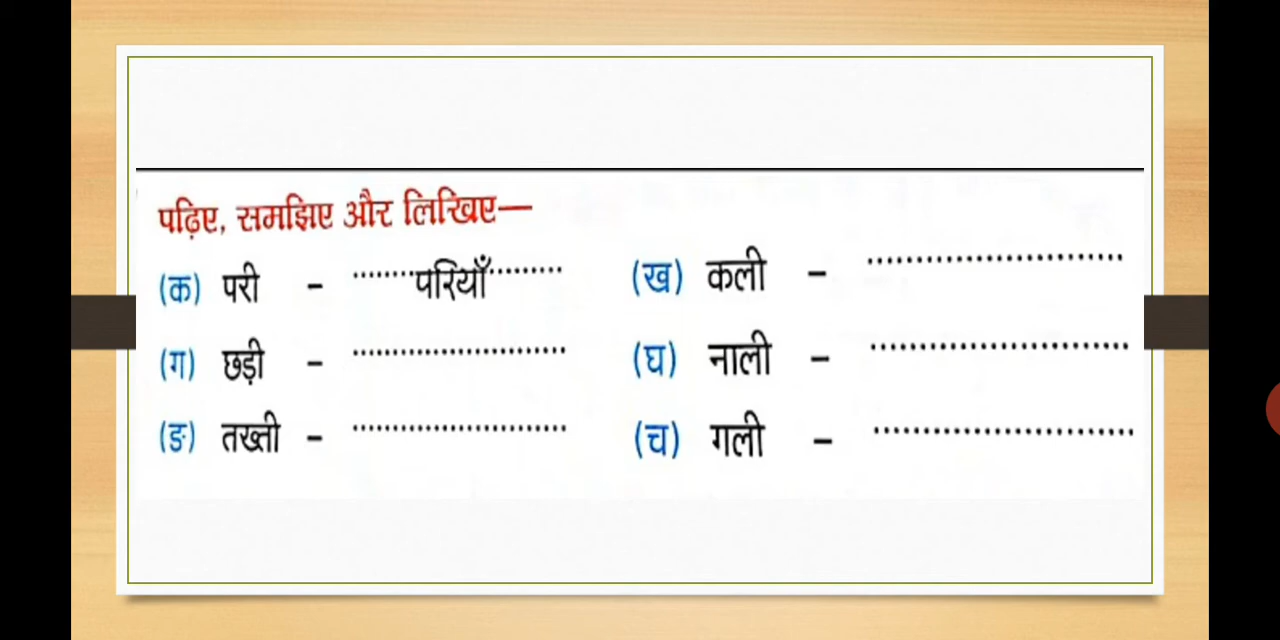 पढ़िए, समझिए और लिखिए—
(क) परी – ........परियाँ......... (ख) कली – ..........................
(ग) छड़ी – ........................... (घ) नाली – ..........................
(ङ) तख्ती – ........................... (च) गली – ..........................